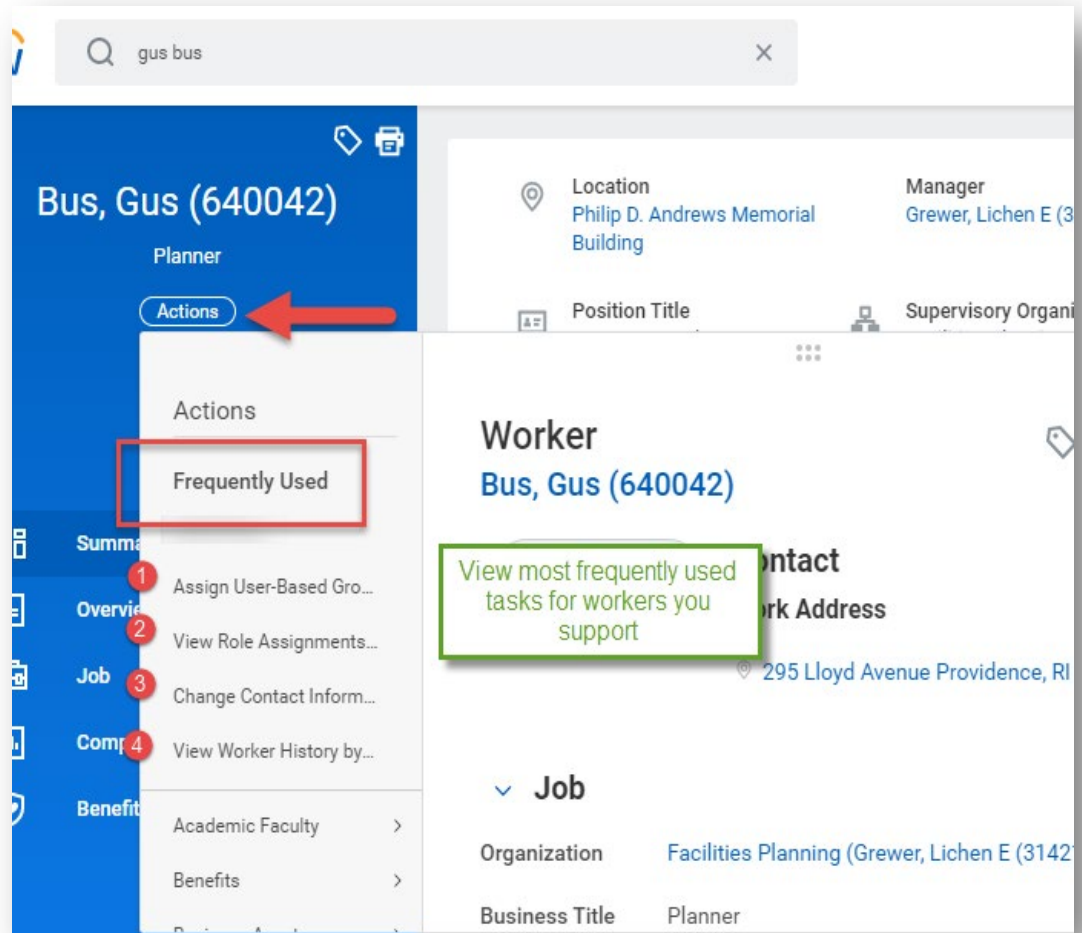 gus bus
Bus, Gus (640042)
Planner
Actions
Location
Philip D. Andrews Memorial
Building
Manager
Grewer, Lichen E (3
Position Title
Supervisory Organi
Actions
Frequently Used
1 Assign User-Based Gro...
2 View Role Assignments...
3 Change Contact Inform...
4 View Worker History by...
Academic Faculty
Benefits
Summa
Overvie
Job
Comp
Benefit
Worker
Bus, Gus (640042)
View most frequently used
tasks for workers you
support
ontact
ork Address
295 Lloyd Avenue Providence, RI
Job
Organization Facilities Planning (Grewer, Lichen E (31421
Business Title Planner